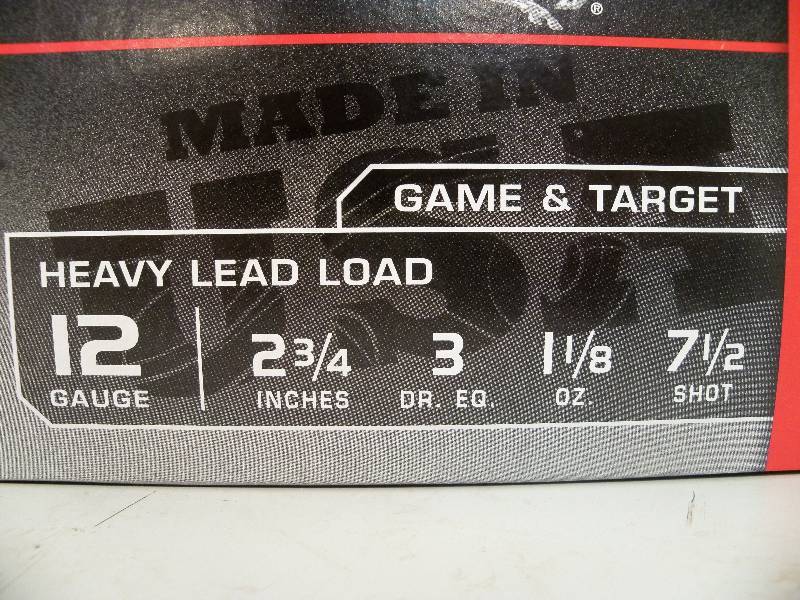 ®
MADE IN
USA
GAME & TARGET
HEAVY LEAD LOAD
12 2 3/4 3 1 1/8 7 1/2
GAUGE INCHES DR. EQ. OZ. SHOT